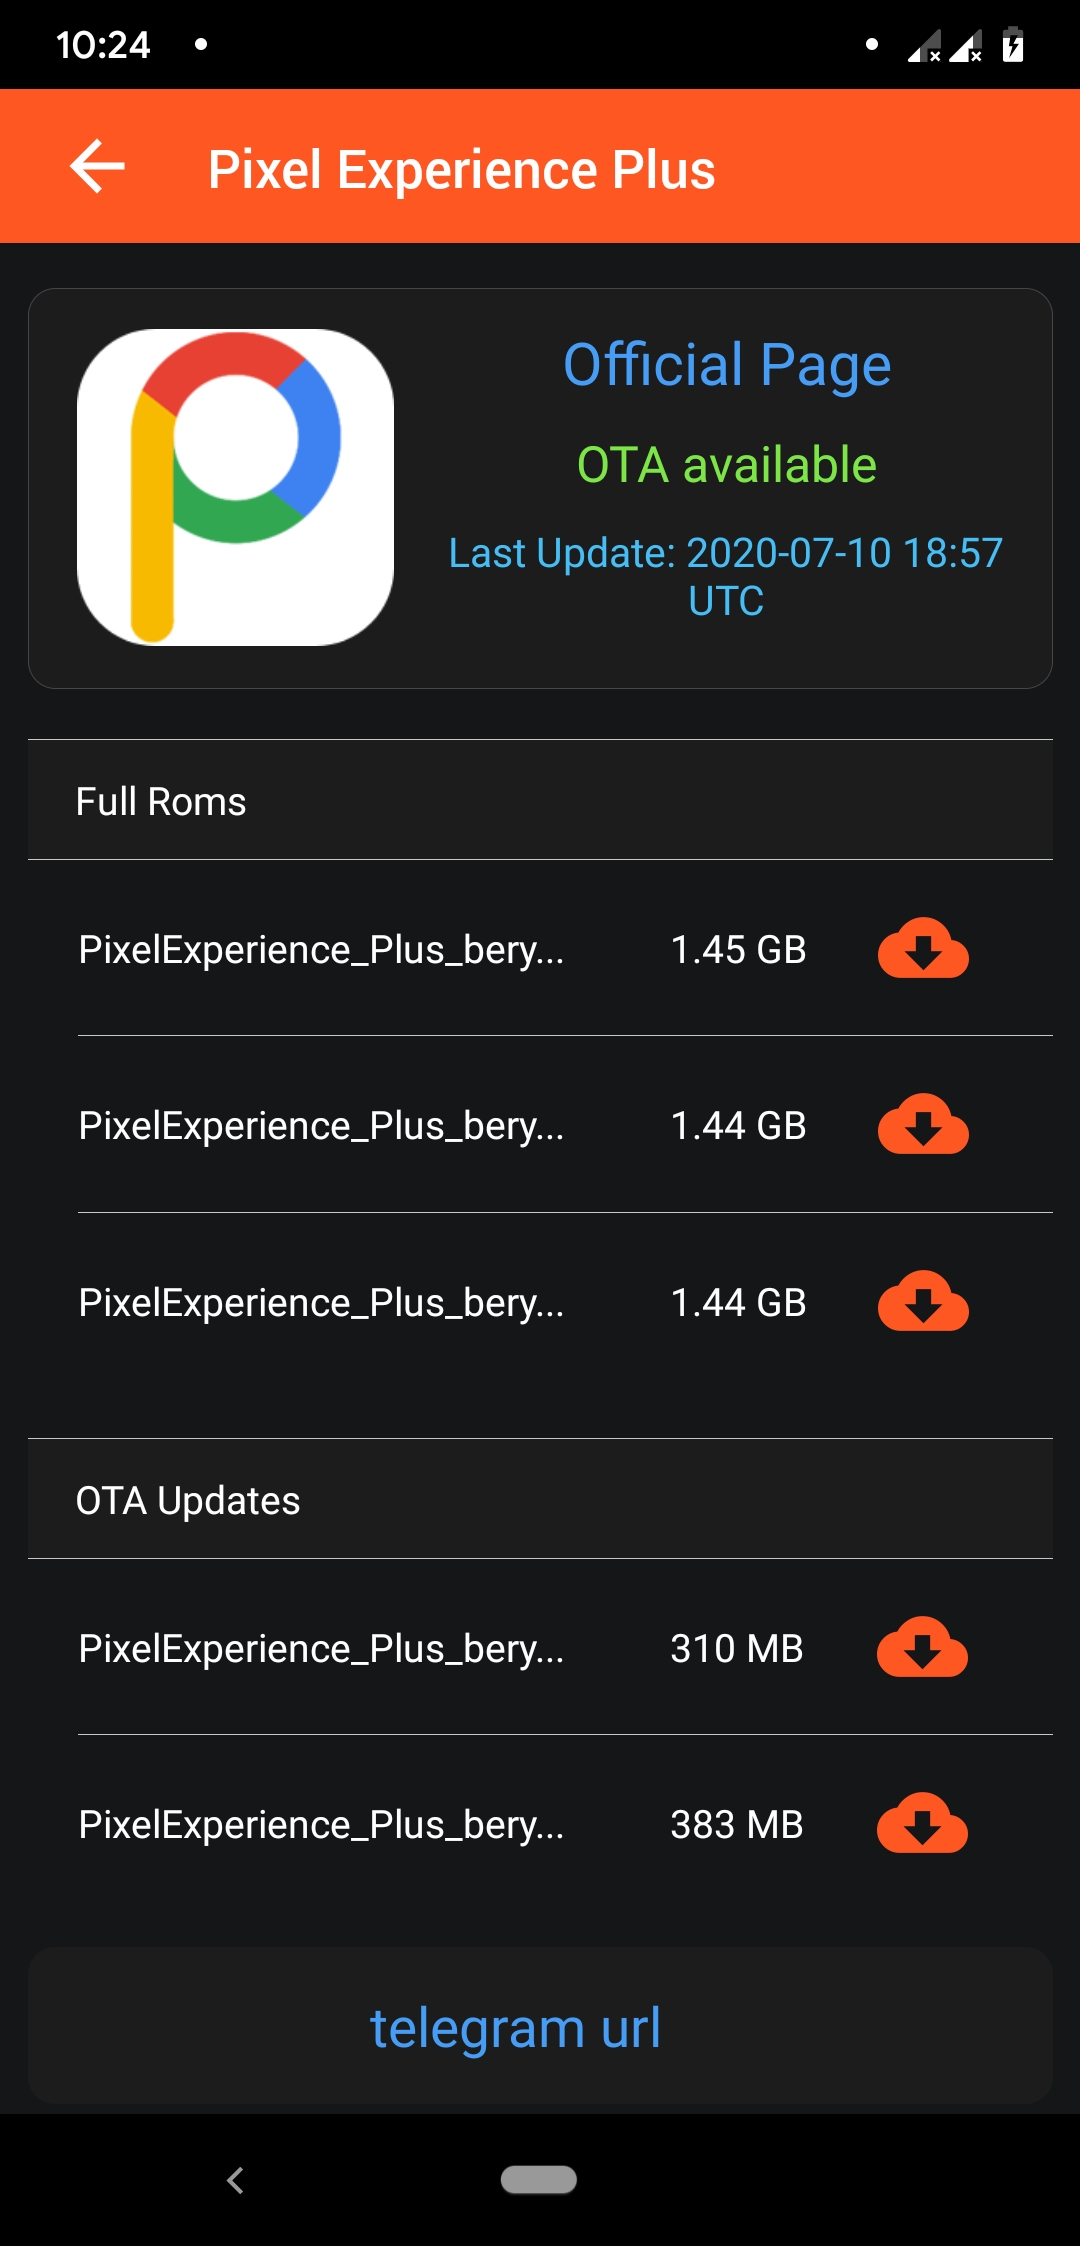 10:24
Pixel Experience Plus
Official Page
OTA available
Last Update: 2020-07-10 18:57
UTC
Full Roms
PixelExperience_Plus_bery... 1.45 GB
PixelExperience_Plus_bery... 1.44 GB
PixelExperience_Plus_bery... 1.44 GB
OTA Updates
PixelExperience_Plus_bery... 310 MB
PixelExperience_Plus_bery... 383 MB
telegram url